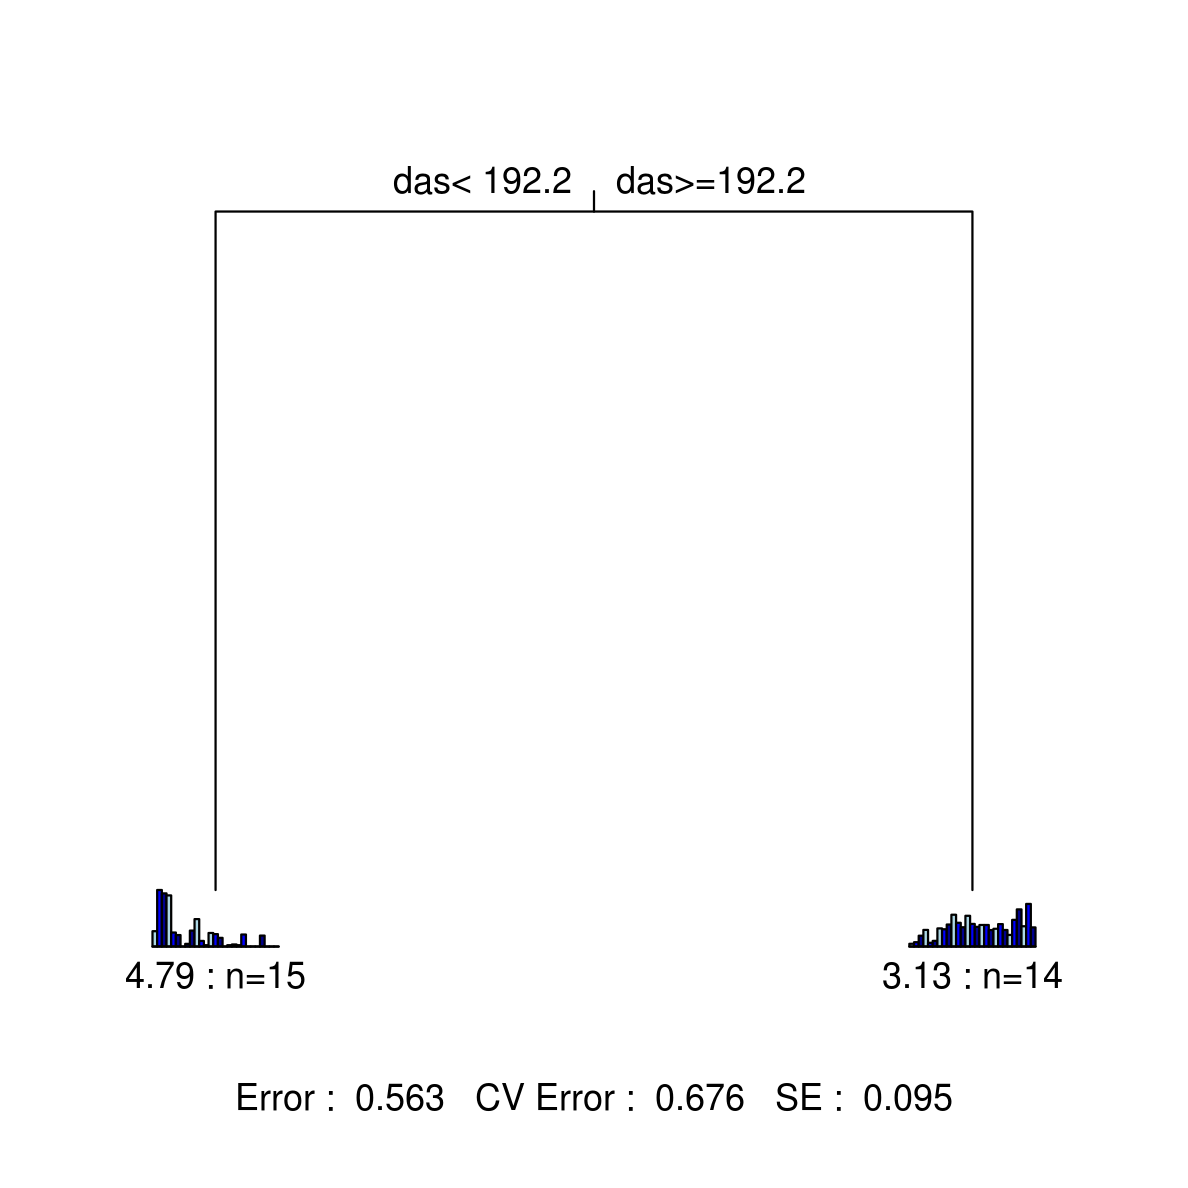 das< 192.2 das>=192.2
4.79 : n=15 3.13 : n=14
Error : 0.563 CV Error : 0.676 SE : 0.095